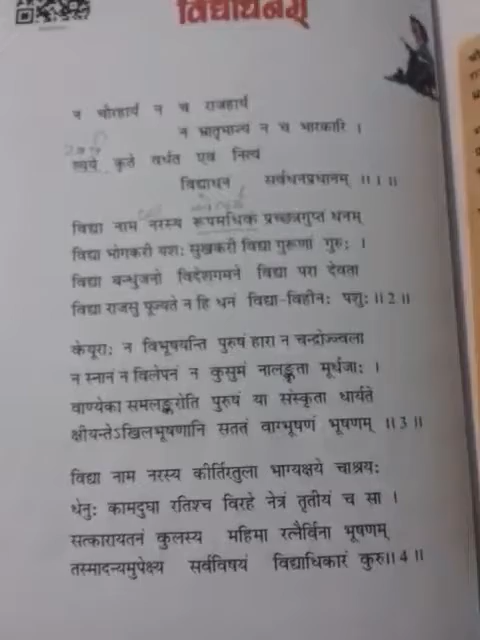 विद्याधनम्
न चौरहार्यं न च राजहार्यं
न भ्रातृभाज्यं न च भारकारि ।
व्यये कृते वर्धत एव नित्यं
विद्याधनं सर्वधनप्रधानम् ॥1॥
विद्या नाम नरस्य रूपमधिकं प्रच्छन्नगुप्तं धनम्
विद्या भोगकरी यशः सुखकरी विद्या गुरूणां गुरुः ।
विद्या बन्धुजनो विदेशगमने विद्या परा देवता
विद्या राजसु पूज्यते न हि धनं विद्या-विहीनः पशुः ॥2॥
केयूराः न विभूषयन्ति पुरुषं हारा न चन्द्रोज्ज्वला
न स्नानं न विलेपनं न कुसुमं नालङ्कृता मूर्धजाः ।
वाण्येका समलङ्करोति पुरुषं या संस्कृता धार्यते
क्षीयन्तेऽखिलभूषणानि सततं वाग्भूषणं भूषणम् ॥3॥
विद्या नाम नरस्य कीर्तिरतुला भाग्यक्षये चाश्रयः
धेनुः कामदुघा रतिश्च विरहे नेत्रं तृतीयं च सा ।
सत्कारायतनं कुलस्य महिमा रत्नैर्विना भूषणम्
तस्मादन्यमुपेक्ष्य सर्वविषयं विद्याधिकारं कुरु॥4॥